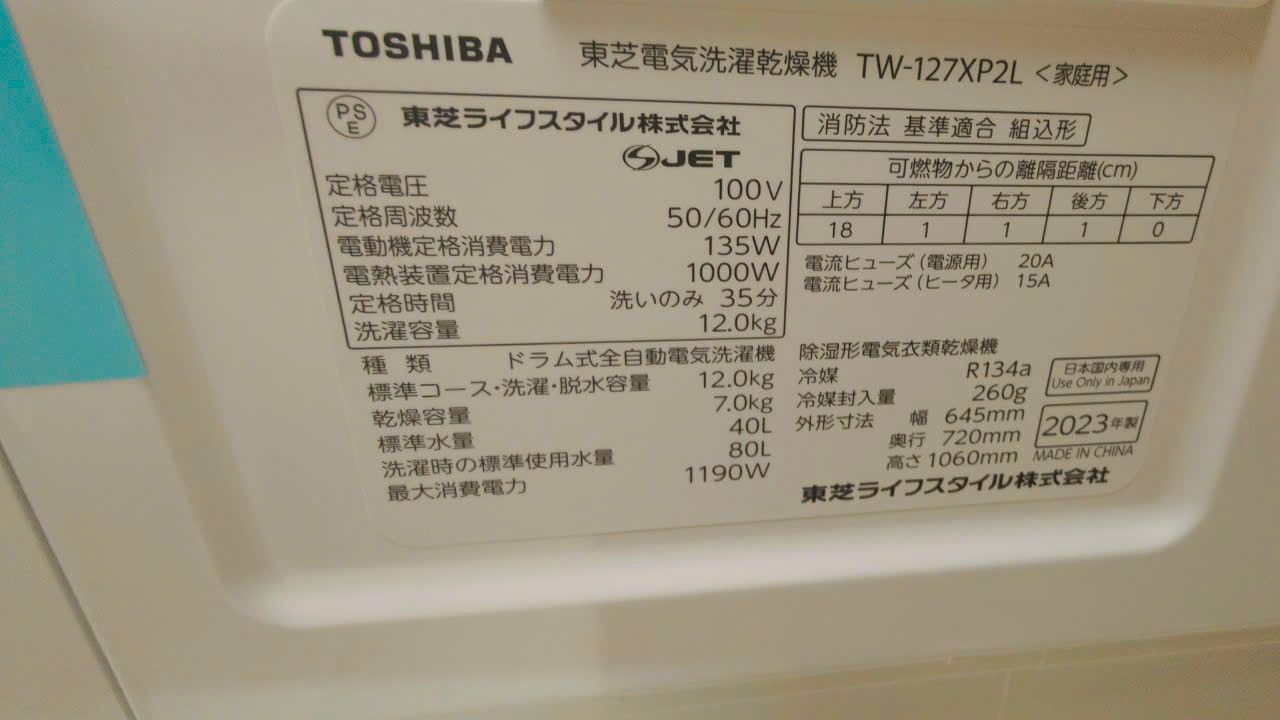 TOSHIBA 東芝電気洗濯乾燥機 TW-127XP2L <家庭用>
PSE 東芝ライフスタイル株式会社
SJET
定格電圧 100V
定格周波数 50/60Hz
電動機定格消費電力 135W
電熱装置定格消費電力 1000W
定格時間 洗いのみ 35分
洗濯容量 12.0kg
種類 ドラム式全自動電気洗濯機
標準コース・洗濯・脱水容量 12.0kg
乾燥容量 7.0kg
標準水量 40L
洗濯時の標準使用水量 80L
最大消費電力 1190W
消防法 基準適合 組込形
可燃物からの離隔距離(cm)
上方 左方 右方 後方 下方
18 1 1 1 0
電流ヒューズ(電源用) 20A
電流ヒューズ(ヒータ用) 15A
除湿形電気衣類乾燥機
冷媒 R134a
冷媒封入量 260g
外形寸法 幅 645mm
奥行 720mm
高さ 1060mm
日本国内専用
Use Only in Japan
2023年製
MADE IN CHINA
東芝ライフスタイル株式会社